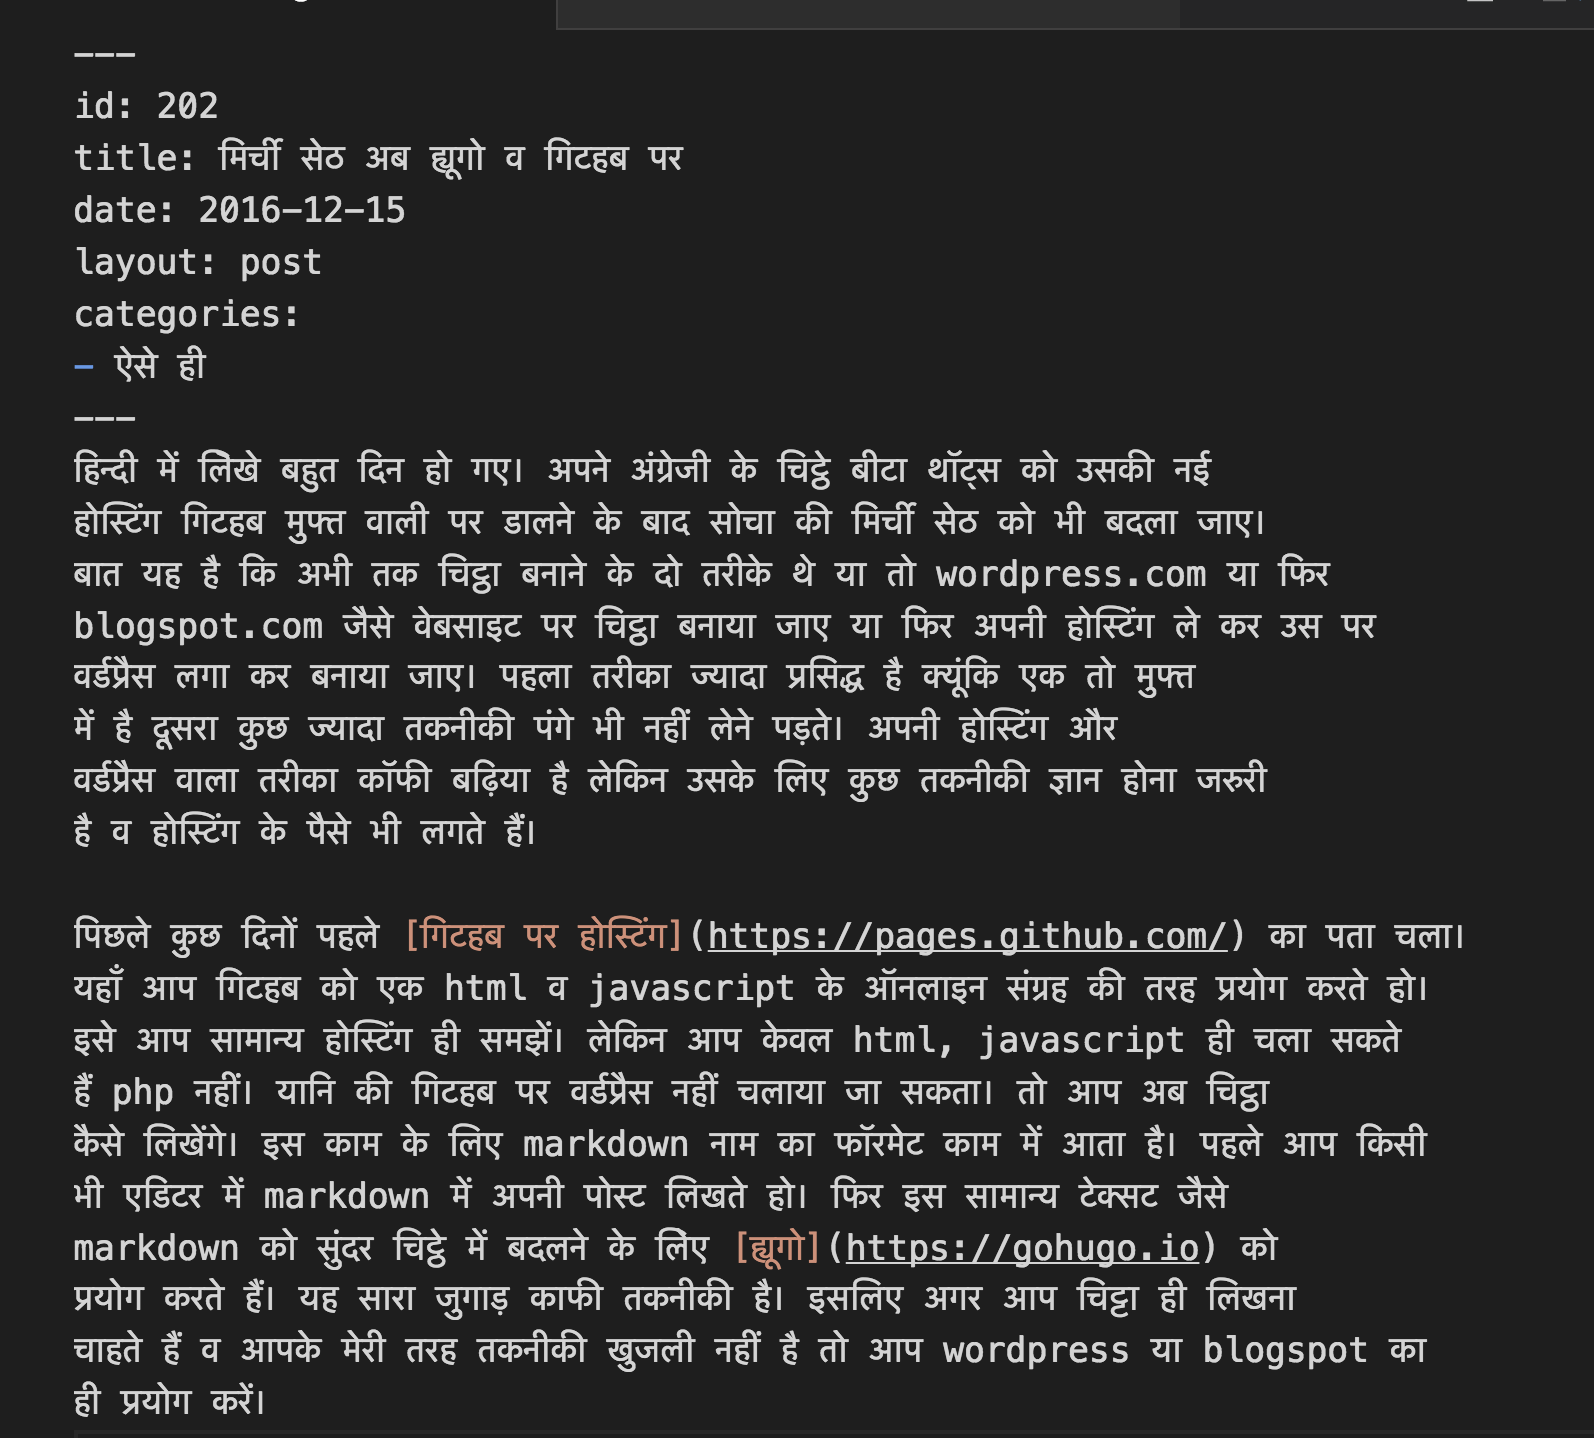 ---
id: 202
title: मिर्ची सेठ अब ह्यूगो व गिटहब पर
date: 2016-12-15
layout: post
categories:
- ऐसे ही
---
हिन्दी में लिखे बहुत दिन हो गए। अपने अंग्रेजी के चिट्ठे बीटा थॉट्स को उसकी नई
होस्टिंग गिटहब मुफ्त वाली पर डालने के बाद सोचा की मिर्ची सेठ को भी बदला जाए।
बात यह है कि अभी तक चिट्ठा बनाने के दो तरीके थे या तो wordpress.com या फिर
blogspot.com जैसे वेबसाइट पर चिट्ठा बनाया जाए या फिर अपनी होस्टिंग ले कर उस पर
वर्डप्रैस लगा कर बनाया जाए। पहला तरीका ज्यादा प्रसिद्ध है क्यूंकि एक तो मुफ्त
में है दूसरा कुछ ज्यादा तकनीकी पंगे भी नहीं लेने पड़ते। अपनी होस्टिंग और
वर्डप्रैस वाला तरीका कॉफी बढ़िया है लेकिन उसके लिए कुछ तकनीकी ज्ञान होना जरुरी
है व होस्टिंग के पैसे भी लगते हैं।
पिछले कुछ दिनों पहले [गिटहब पर होस्टिंग](https://pages.github.com/) का पता चला।
यहाँ आप गिटहब को एक html व javascript के ऑनलाइन संग्रह की तरह प्रयोग करते हो।
इसे आप सामान्य होस्टिंग ही समझें। लेकिन आप केवल html, javascript ही चला सकते
हैं php नहीं। यानि की गिटहब पर वर्डप्रैस नहीं चलाया जा सकता। तो आप अब चिट्ठा
कैसे लिखेंगे। इस काम के लिए markdown नाम का फॉरमेट काम में आता है। पहले आप किसी
भी एडिटर में markdown में अपनी पोस्ट लिखते हो। फिर इस सामान्य टेक्सट जैसे
markdown को सुंदर चिट्ठे में बदलने के लिए [ह्यूगो](https://gohugo.io) को
प्रयोग करते हैं। यह सारा जुगाड़ काफी तकनीकी है। इसलिए अगर आप चिट्टा ही लिखना
चाहते हैं व आपके मेरी तरह तकनीकी खुजली नहीं है तो आप wordpress या blogspot का
ही प्रयोग करें।